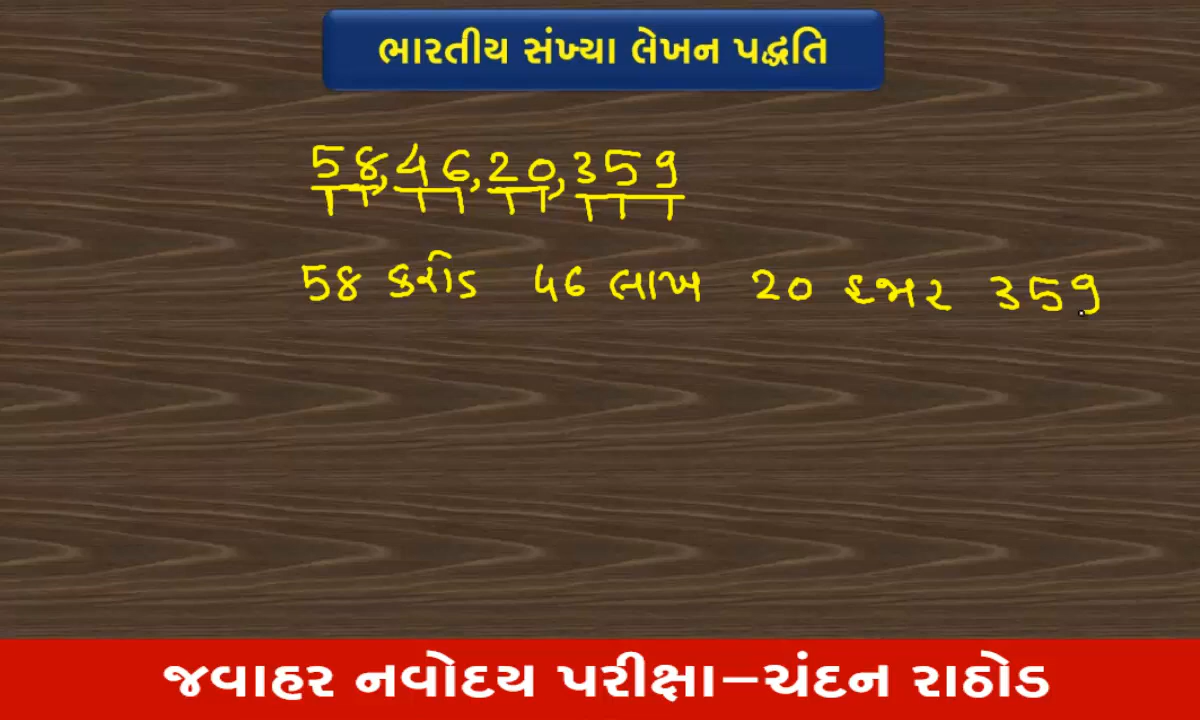 ભારતીય સંખ્યા લેખન પદ્ધતિ
58,46,20,359
58 કરોડ 46 લાખ 20 હજાર 359
જવાહર નવોદય પરીક્ષા–ચંદન રાઠોડ